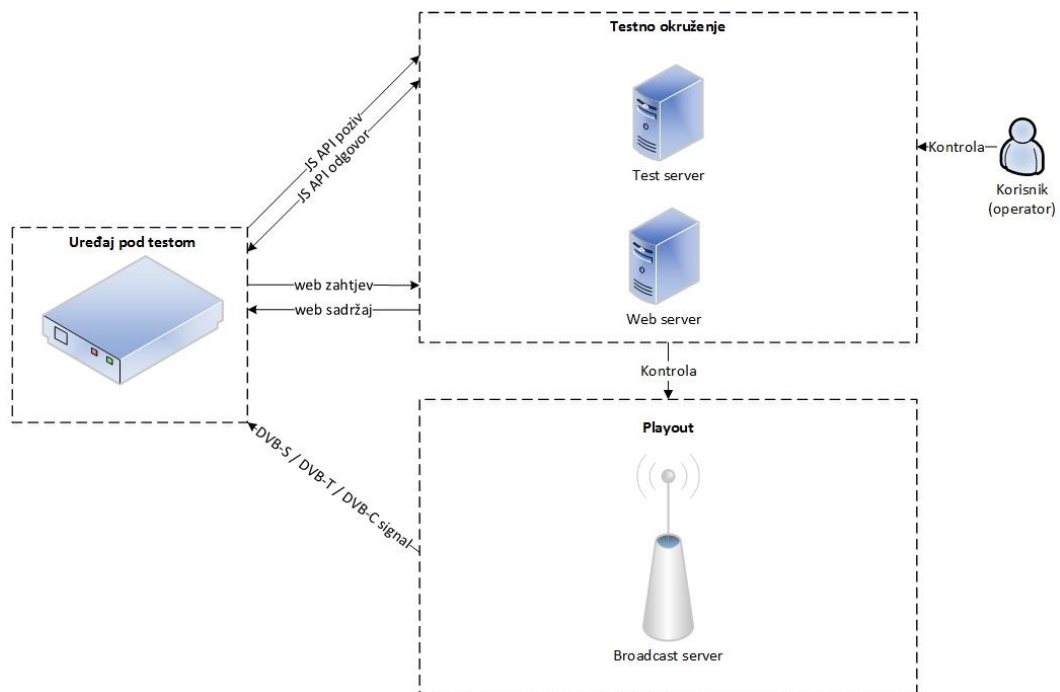 Testno okruženje
Test server
Web server
JS API poziv
JS API odgovor
Kontrola
Korisnik
(operator)
Uređaj pod testom
web zahtjev
web sadržaj
Kontrola
DVB-S / DVB-T / DVB-C signal
Playout
Broadcast server